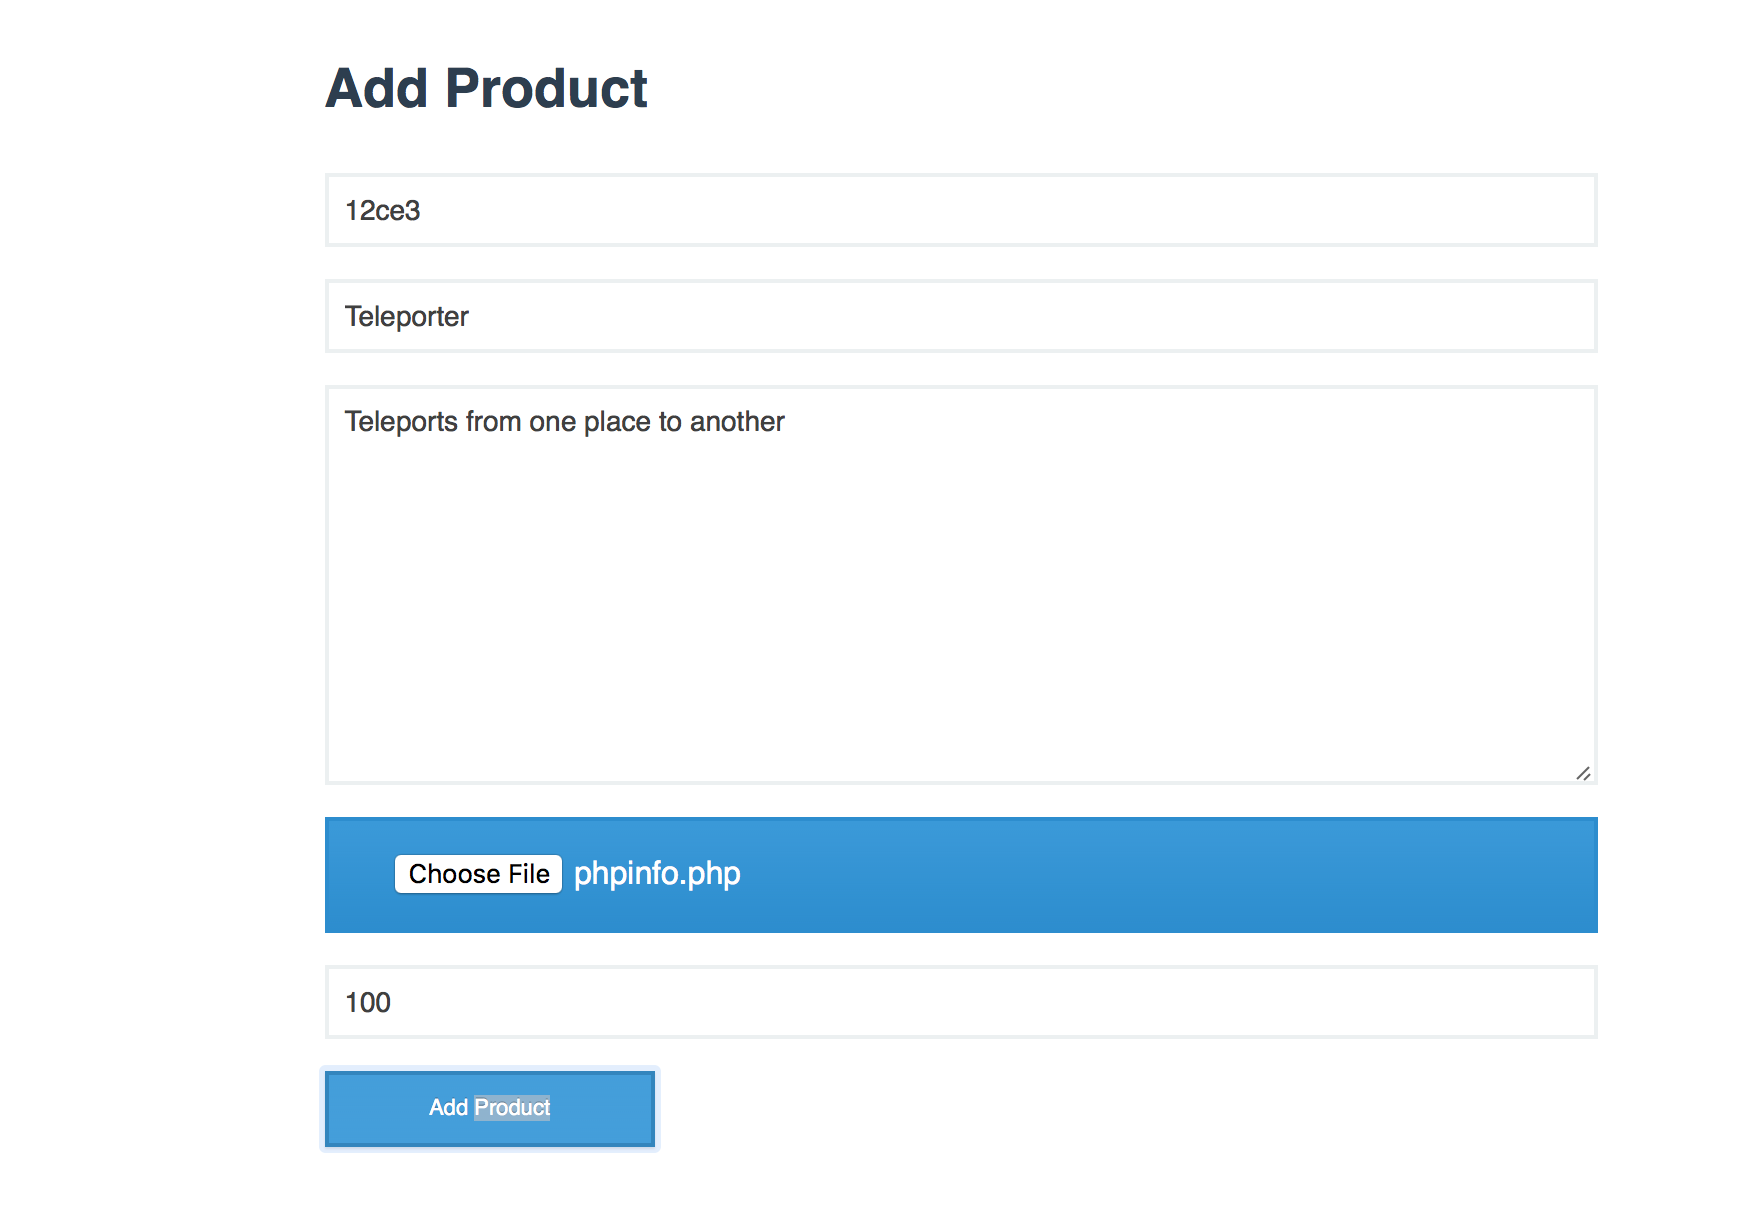 Add Product
12ce3
Teleporter
Teleports from one place to another
Choose File phpinfo.php
100
Add Product